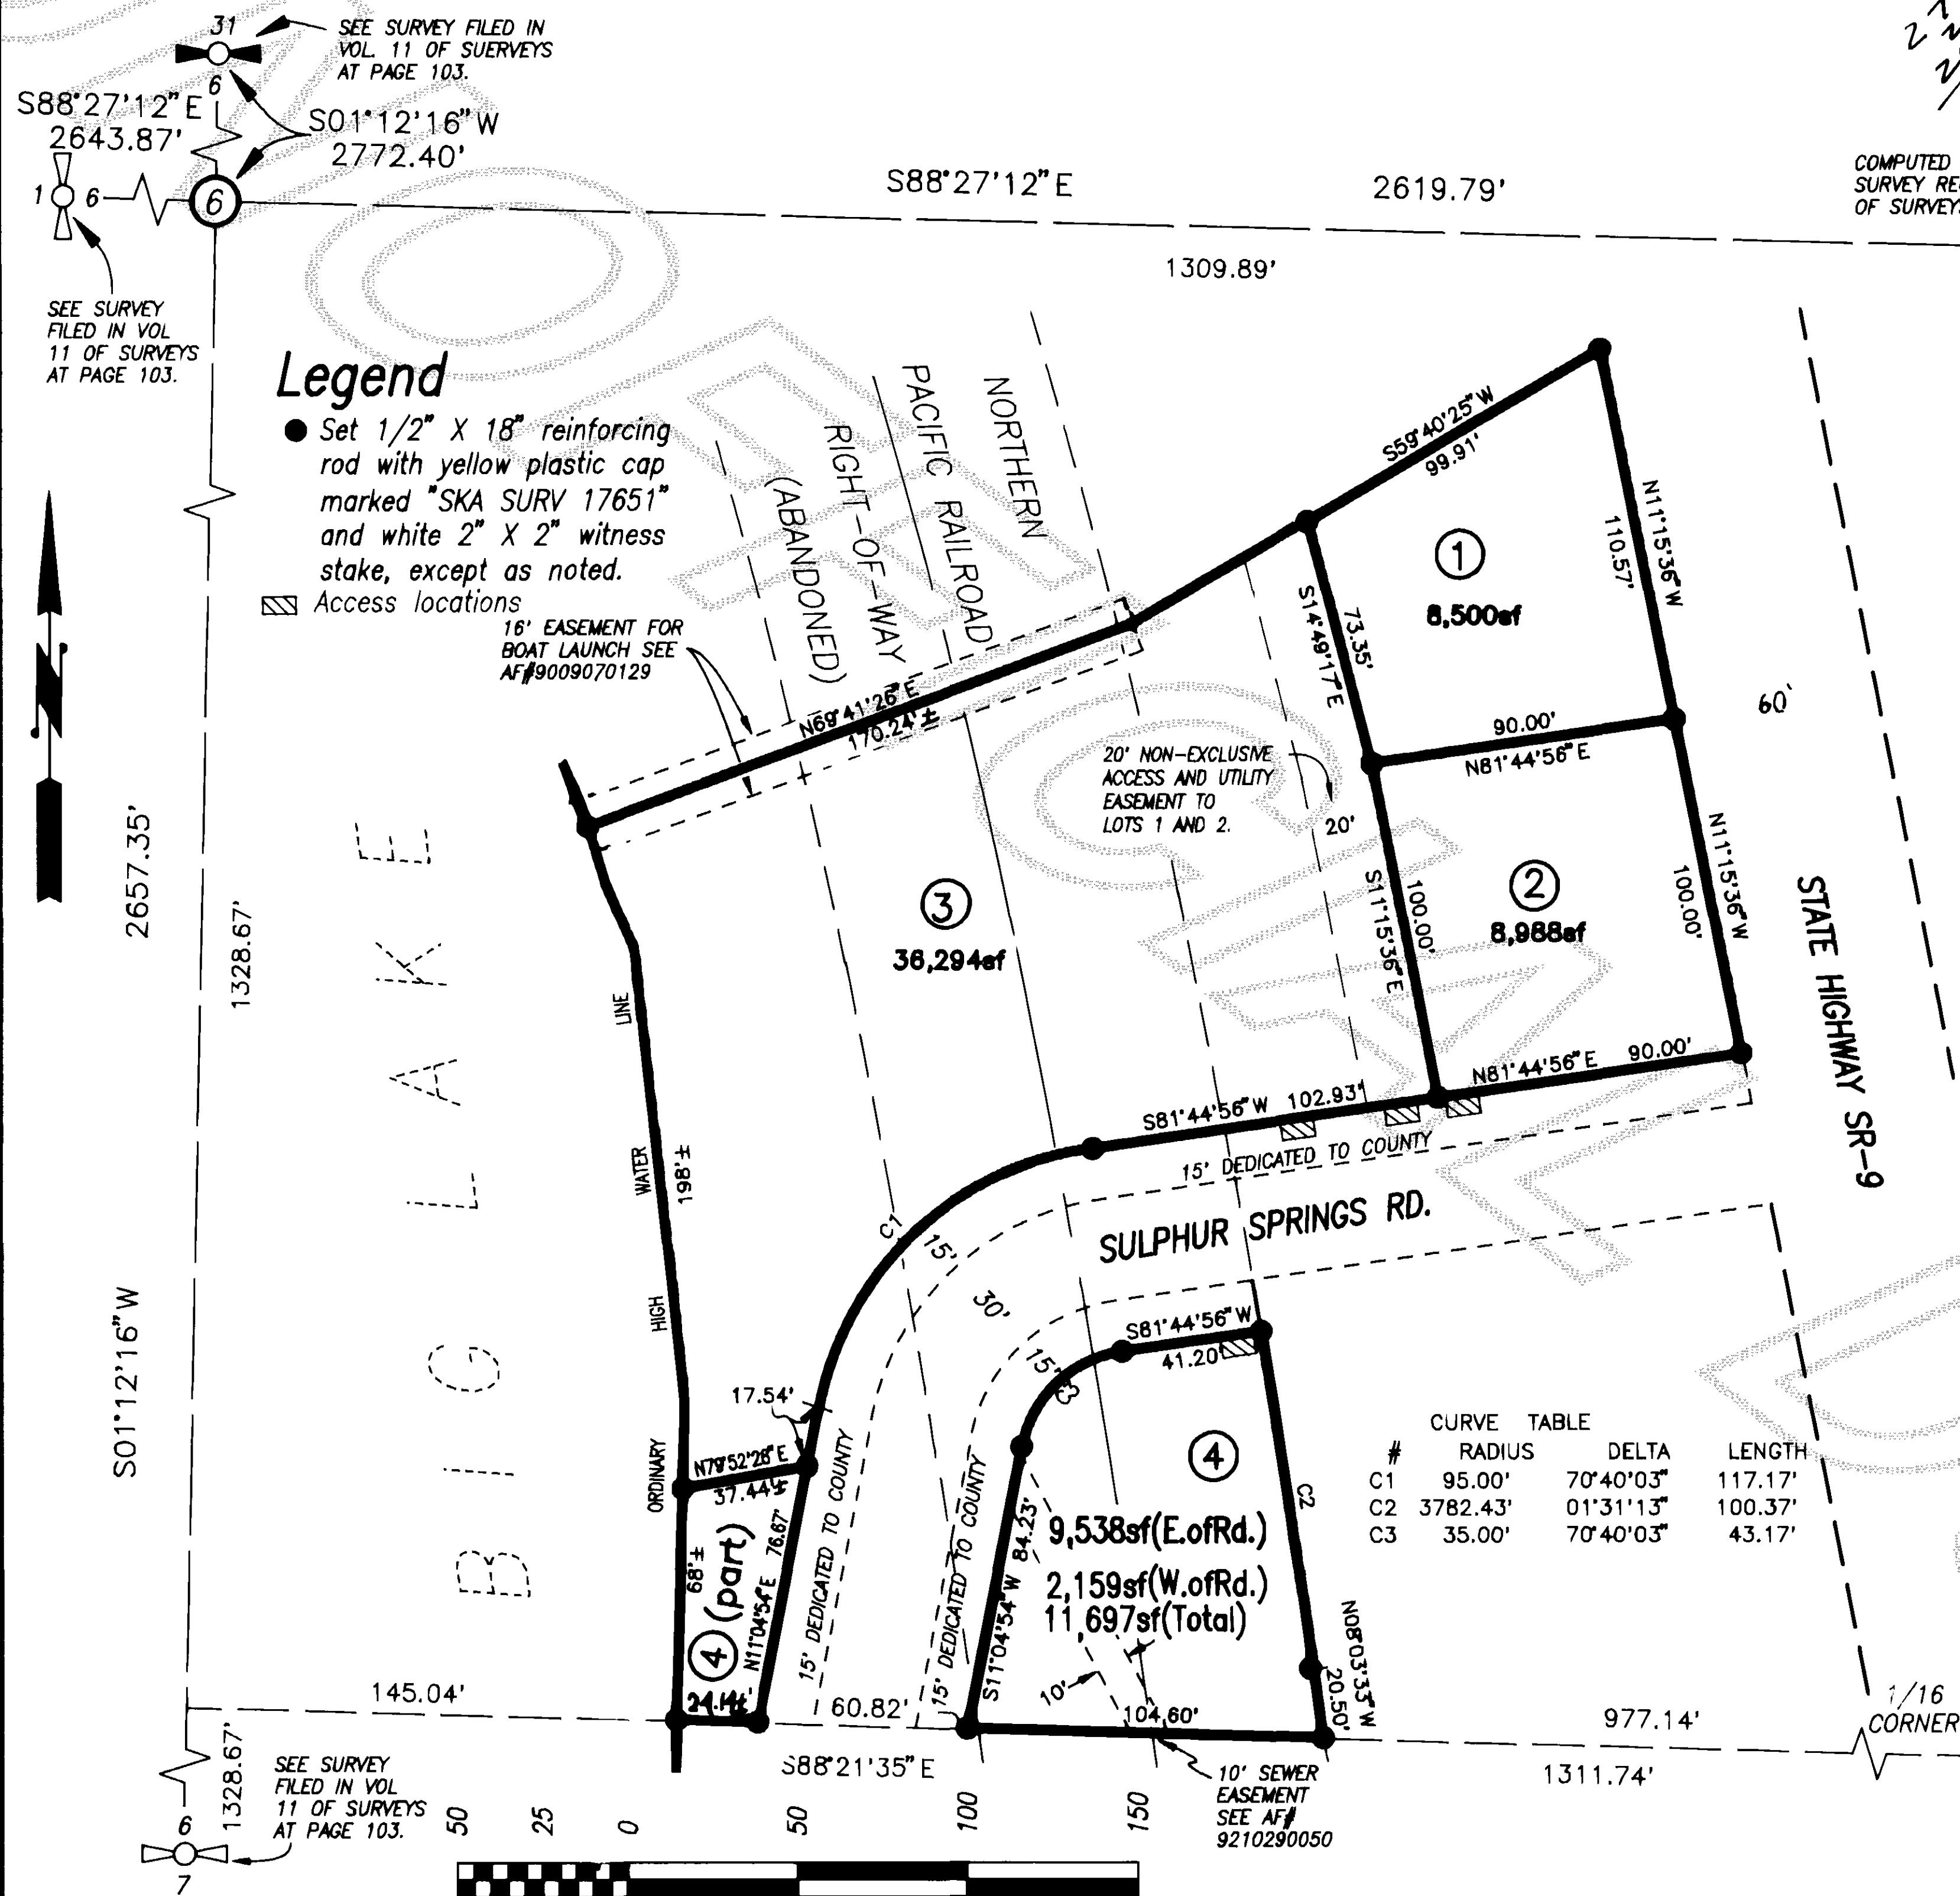 31
SEE SURVEY FILED IN
VOL. 11 OF SUERVEYS
AT PAGE 103.
6
S88°27'12"E
2643.87'
S01°12'16"W
2772.40'
1
6
6
S88°27'12"E
2619.79'
COMPUTED
SURVEY RE
OF SURVEY
1309.89'
SEE SURVEY
FILED IN VOL
11 OF SURVEYS
AT PAGE 103.
Legend
Set 1/2" X 18" reinforcing
rod with yellow plastic cap
marked "SKA SURV 17651"
and white 2" X 2" witness
stake, except as noted.
Access locations
NORTHERN
PACIFIC RAILROAD
RIGHT-OF-WAY
(ABANDONED)
16' EASEMENT FOR
BOAT LAUNCH SEE
AF#9009070129
N69°41'26"E
170.24'±
S59°40'25"W
99.91'
N11°15'36"W
110.57'
1
8,500sf
S14°49'17"E
73.35'
90.00'
N81°44'56"E
60'
20' NON-EXCLUSIVE
ACCESS AND UTILITY
EASEMENT TO
LOTS 1 AND 2.
20'
2
8,988sf
S11°15'36"E
100.00'
N11°15'36"W
100.00'
STATE HIGHWAY SR-9
3
36,294sf
2657.35'
1328.67'
S01°12'16"W
BIG LAKE
ORDINARY HIGH WATER LINE
198'±
N81°44'56"E 90.00'
S81°44'56"W 102.93'
15' DEDICATED TO COUNTY
SULPHUR SPRINGS RD.
C1
15'
30'
15'
C3
S81°44'56"W
41.20'
17.54'
N79°52'28"E
37.44'±
4
9,538sf(E.ofRd.)
2,159sf(W.ofRd.)
11,697sf(Total)
C2
CURVE TABLE
# RADIUS DELTA LENGTH
C1 95.00' 70°40'03" 117.17'
C2 3782.43' 01°31'13" 100.37'
C3 35.00' 70°40'03" 43.17'
68'±
4 (part)
N11°04'54"E 76.67'
15' DEDICATED TO COUNTY
15' DEDICATED TO COUNTY
S11°04'54"W 84.23'
10'
N08°03'33"W
20.50'
145.04'
60.82'
104.60'
977.14'
1/16
CORNER
S88°21'35"E
1311.74'
10' SEWER
EASEMENT
SEE AF#
9210290050
1328.67'
SEE SURVEY
FILED IN VOL
11 OF SURVEYS
AT PAGE 103.
6
7
50 25 0 50 100 150